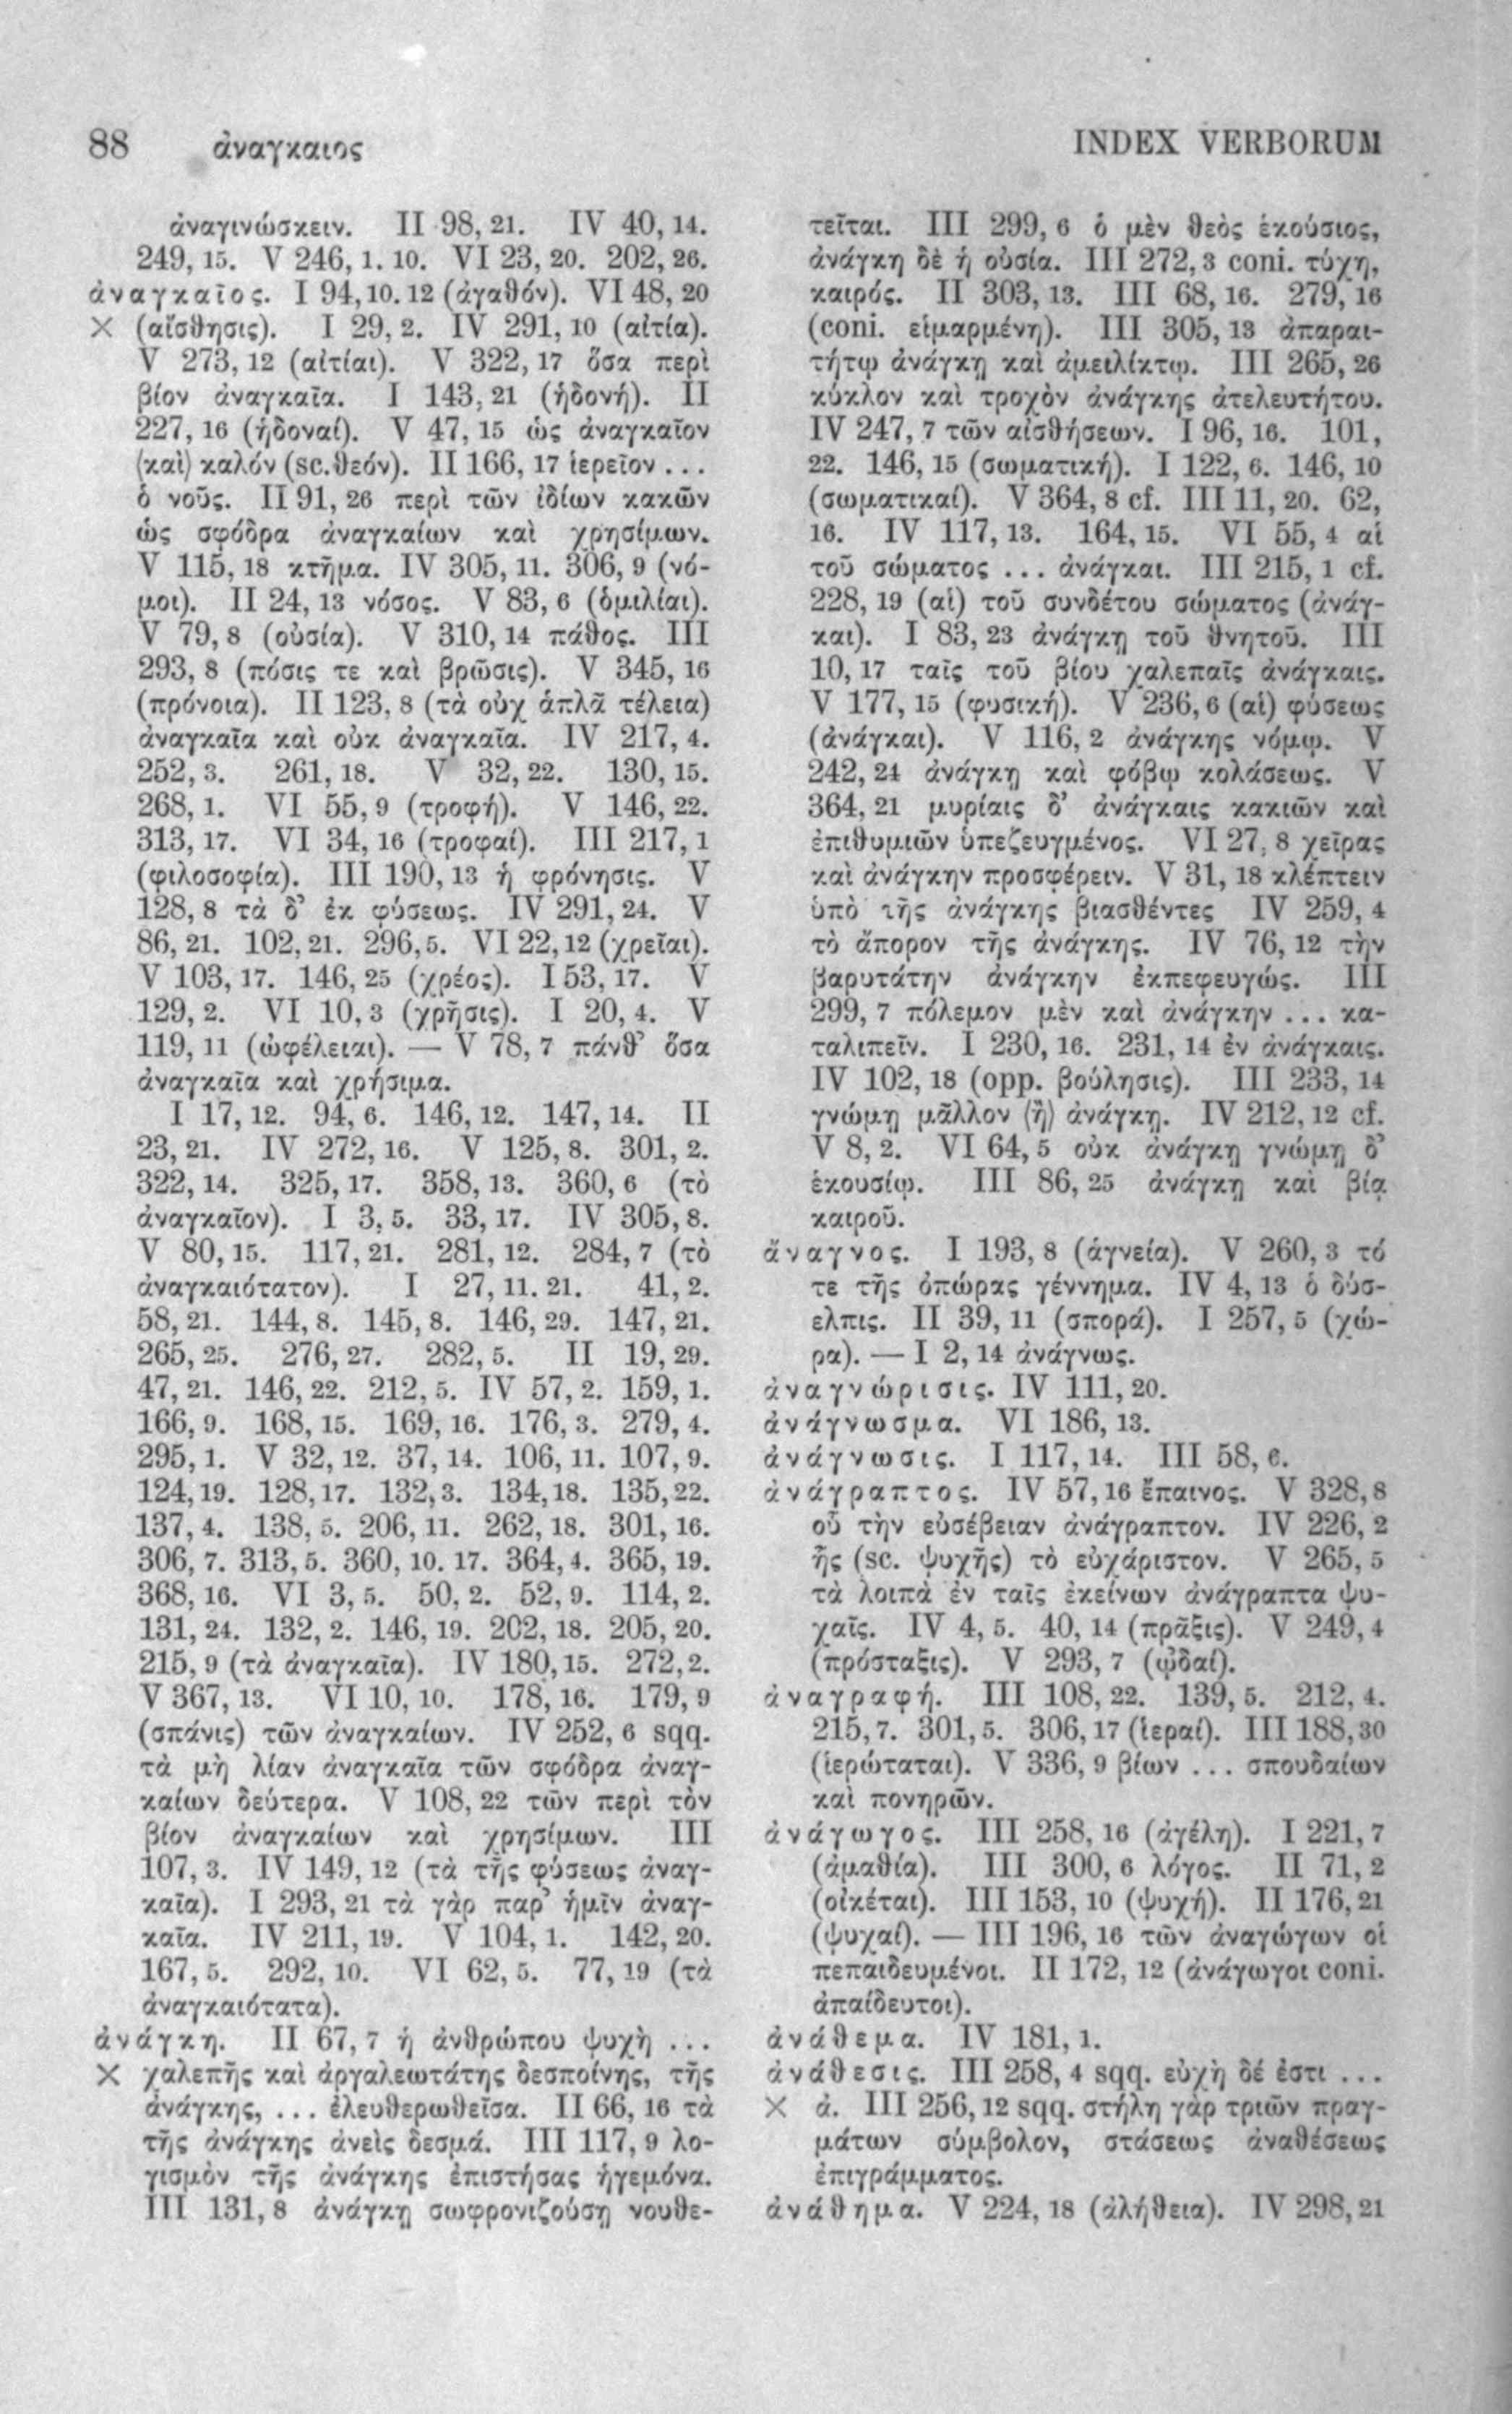 88 ἀναγκαιος
INDEX VERBORUM
ἀναγινώσκειν. II 98, 21. IV 40, 14.
249, 15. V 246, 1. 10. VI 23, 20. 202, 26.
ἀναγκαῖος. I 94, 10. 12 (ἀγαθόν). VI 48, 20
× (αἴσθησις). I 29, 2. IV 291, 10 (αἰτία).
V 273, 12 (αἰτίαι). V 322, 17 ὅσα περὶ
βίον ἀναγκαῖα. I 143, 21 (ἡδονή). II
227, 16 (ἡδοναί). V 47, 15 ὡς ἀναγκαῖον
(καὶ) καλόν (sc. θεόν). II 166, 17 ἱερεῖον ...
ὁ νοῦς. II 91, 26 περὶ τῶν ἰδίων κακῶν
ὡς σφόδρα ἀναγκαίων καὶ χρησίμων.
V 115, 18 κτῆμα. IV 305, 11. 306, 9 (νό-
μοι). II 24, 13 νόσος. V 83, 6 (ὁμιλίαι).
V 79, 8 (οὐσία). V 310, 14 πάθος. III
293, 8 (πόσις τε καὶ βρῶσις). V 345, 16
(πρόνοια). II 123, 8 (τὰ οὐχ ἁπλᾶ τέλεια)
ἀναγκαῖα καὶ οὐκ ἀναγκαῖα. IV 217, 4.
252, 3. 261, 18. V 32, 22. 130, 15.
268, 1. VI 55, 9 (τροφή). V 146, 22.
313, 17. VI 34, 16 (τροφαί). III 217, 1
(φιλοσοφία). III 190, 13 ἡ φρόνησις. V
128, 8 τὰ δ’ ἐκ φύσεως. IV 291, 24. V
86, 21. 102, 21. 296, 5. VI 22, 12 (χρεῖαι).
V 103, 17. 146, 25 (χρέος). I 53, 17. V
129, 2. VI 10, 3 (χρῆσις). I 20, 4. V
119, 11 (ὠφέλειαι). — V 78, 7 πάνθ’ ὅσα
ἀναγκαῖα καὶ χρήσιμα.
I 17, 12. 94, 6. 146, 12. 147, 14. II
23, 21. IV 272, 16. V 125, 8. 301, 2.
322, 14. 325, 17. 358, 13. 360, 6 (τὸ
ἀναγκαῖον). I 3, 5. 33, 17. IV 305, 8.
V 80, 15. 117, 21. 281, 12. 284, 7 (τὸ
ἀναγκαιότατον). I 27, 11. 21. 41, 2.
58, 21. 144, 8. 145, 8. 146, 29. 147, 21.
265, 25. 276, 27. 282, 5. II 19, 29.
47, 21. 146, 22. 212, 5. IV 57, 2. 159, 1.
166, 9. 168, 15. 169, 16. 176, 3. 279, 4.
295, 1. V 32, 12. 37, 14. 106, 11. 107, 9.
124, 19. 128, 17. 132, 3. 134, 18. 135, 22.
137, 4. 138, 5. 206, 11. 262, 18. 301, 16.
306, 7. 313, 5. 360, 10. 17. 364, 4. 365, 19.
368, 16. VI 3, 5. 50, 2. 52, 9. 114, 2.
131, 24. 132, 2. 146, 19. 202, 18. 205, 20.
215, 9 (τὰ ἀναγκαῖα). IV 180, 15. 272, 2.
V 367, 13. VI 10, 10. 178, 16. 179, 9
(σπάνις) τῶν ἀναγκαίων. IV 252, 6 sqq.
τὰ μὴ λίαν ἀναγκαῖα τῶν σφόδρα ἀναγ-
καίων δεύτερα. V 108, 22 τῶν περὶ τὸν
βίον ἀναγκαίων καὶ χρησίμων. III
107, 3. IV 149, 12 (τὰ τῆς φύσεως ἀναγ-
καῖα). I 293, 21 τὰ γὰρ παρ’ ἡμῖν ἀναγ-
καῖα. IV 211, 19. V 104, 1. 142, 20.
167, 5. 292, 10. VI 62, 5. 77, 19 (τὰ
ἀναγκαιότατα).
ἀνάγκη. II 67, 7 ἡ ἀνθρώπου ψυχὴ ...
× χαλεπῆς καὶ ἀργαλεωτάτης δεσποίνης, τῆς
ἀνάγκης, ... ἐλευθερωθεῖσα. II 66, 16 τὰ
τῆς ἀνάγκης ἀνεὶς δεσμά. III 117, 9 λο-
γισμὸν τῆς ἀνάγκης ἐπιστήσας ἡγεμόνα.
III 131, 8 ἀνάγκῃ σωφρονιζούσῃ νουθε-
τεῖται. III 299, 6 ὁ μὲν θεὸς ἑκούσιος,
ἀνάγκη δὲ ἡ οὐσία. III 272, 3 coni. τύχη,
καιρός. II 303, 13. III 68, 16. 279, 16
(coni. εἱμαρμένη). III 305, 13 ἀπαραι-
τήτῳ ἀνάγκῃ καὶ ἀμειλίκτῳ. III 265, 26
κύκλον καὶ τροχὸν ἀνάγκης ἀτελευτήτου.
IV 247, 7 τῶν αἰσθήσεων. I 96, 16. 101,
22. 146, 15 (σωματική). I 122, 6. 146, 10
(σωματικαί). V 364, 8 cf. III 11, 20. 62,
16. IV 117, 13. 164, 15. VI 55, 4 αἱ
τοῦ σώματος ... ἀνάγκαι. III 215, 1 cf.
228, 19 (αἱ) τοῦ συνδέτου σώματος (ἀνάγ-
και). I 83, 23 ἀνάγκῃ τοῦ θνητοῦ. III
10, 17 ταῖς τοῦ βίου χαλεπαῖς ἀνάγκαις.
V 177, 15 (φυσική). V 236, 6 (αἱ) φύσεως
(ἀνάγκαι). V 116, 2 ἀνάγκης νόμῳ. V
242, 24 ἀνάγκῃ καὶ φόβῳ κολάσεως. V
364, 21 μυρίαις δ’ ἀνάγκαις κακιῶν καὶ
ἐπιθυμιῶν ὑπεζευγμένος. VI 27, 8 χεῖρας
καὶ ἀνάγκην προσφέρειν. V 31, 18 κλέπτειν
ὑπὸ τῆς ἀνάγκης βιασθέντες IV 259, 4
τὸ ἄπορον τῆς ἀνάγκης. IV 76, 12 τὴν
βαρυτάτην ἀνάγκην ἐκπεφευγώς. III
299, 7 πόλεμον μὲν καὶ ἀνάγκην ... κα-
ταλιπεῖν. I 230, 16. 231, 14 ἐν ἀνάγκαις.
IV 102, 18 (opp. βούλησις). III 233, 14
γνώμῃ μᾶλλον (ἢ) ἀνάγκῃ. IV 212, 12 cf.
V 8, 2. VI 64, 5 οὐκ ἀνάγκῃ γνώμῃ δ’
ἑκουσίῳ. III 86, 25 ἀνάγκῃ καὶ βίᾳ
καιροῦ.
ἄναγνος. I 193, 8 (ἁγνεία). V 260, 3 τό
τε τῆς ὀπώρας γέννημα. IV 4, 13 ὁ δύσ-
ελπις. II 39, 11 (σπορά). I 257, 5 (χώ-
ρα). — I 2, 14 ἀνάγνως.
ἀναγνώρισις. IV 111, 20.
ἀνάγνωσμα. VI 186, 13.
ἀνάγνωσις. I 117, 14. III 58, 6.
ἀνάγραπτος. IV 57, 16 ἔπαινος. V 328, 8
οὗ τὴν εὐσέβειαν ἀνάγραπτον. IV 226, 2
ἧς (sc. ψυχῆς) τὸ εὐχάριστον. V 265, 5
τὰ λοιπὰ ἐν ταῖς ἐκείνων ἀνάγραπτα ψυ-
χαῖς. IV 4, 5. 40, 14 (πρᾶξις). V 249, 4
(πρόσταξις). V 293, 7 (ᾠδαί).
ἀναγραφή. III 108, 22. 139, 5. 212, 4.
215, 7. 301, 5. 306, 17 (ἱεραί). III 188, 30
(ἱερώταται). V 336, 9 βίων ... σπουδαίων
καὶ πονηρῶν.
ἀνάγωγος. III 258, 16 (ἀγέλη). I 221, 7
(ἀμαθία). III 300, 6 λόγος. II 71, 2
(οἰκέται). III 153, 10 (ψυχή). II 176, 21
(ψυχαί). — III 196, 16 τῶν ἀναγώγων οἱ
πεπαιδευμένοι. II 172, 12 (ἀνάγωγοι coni.
ἀπαίδευτοι).
ἀνάθεμα. IV 181, 1.
ἀνάθεσις. III 258, 4 sqq. εὐχὴ δέ ἐστι ...
× ἀ. III 256, 12 sqq. στήλη γὰρ τριῶν πραγ-
μάτων σύμβολον, στάσεως ἀναθέσεως
ἐπιγράμματος.
ἀνάθημα. V 224, 18 (ἀλήθεια). IV 298, 21